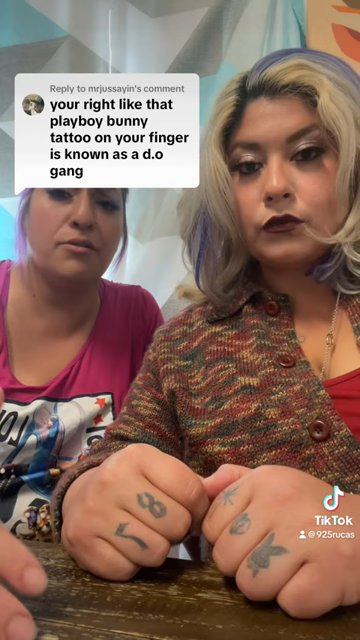 Reply to mrjussayin's comment
your right like that
playboy bunny
tattoo on your finger
is known as a d.o
gang
TikTok
@925rucas